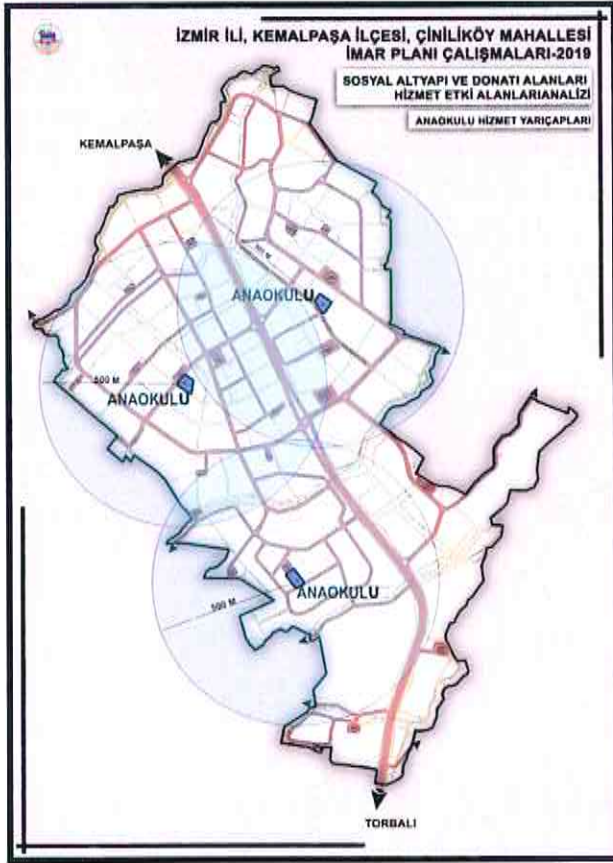 İZMİR İLİ, KEMALPAŞA İLÇESİ, ÇİNİLİKÖY MAHALLESİ
İMAR PLANI ÇALIŞMALARI-2019
SOSYAL ALTYAPI VE DONATI ALANLARI
HİZMET ETKİ ALANLARIANALİZİ
ANAOKULU HİZMET YARIÇAPLARI
KEMALPAŞA
ANAOKULU
500 M
ANAOKULU
ANAOKULU
500 M
TORBALI